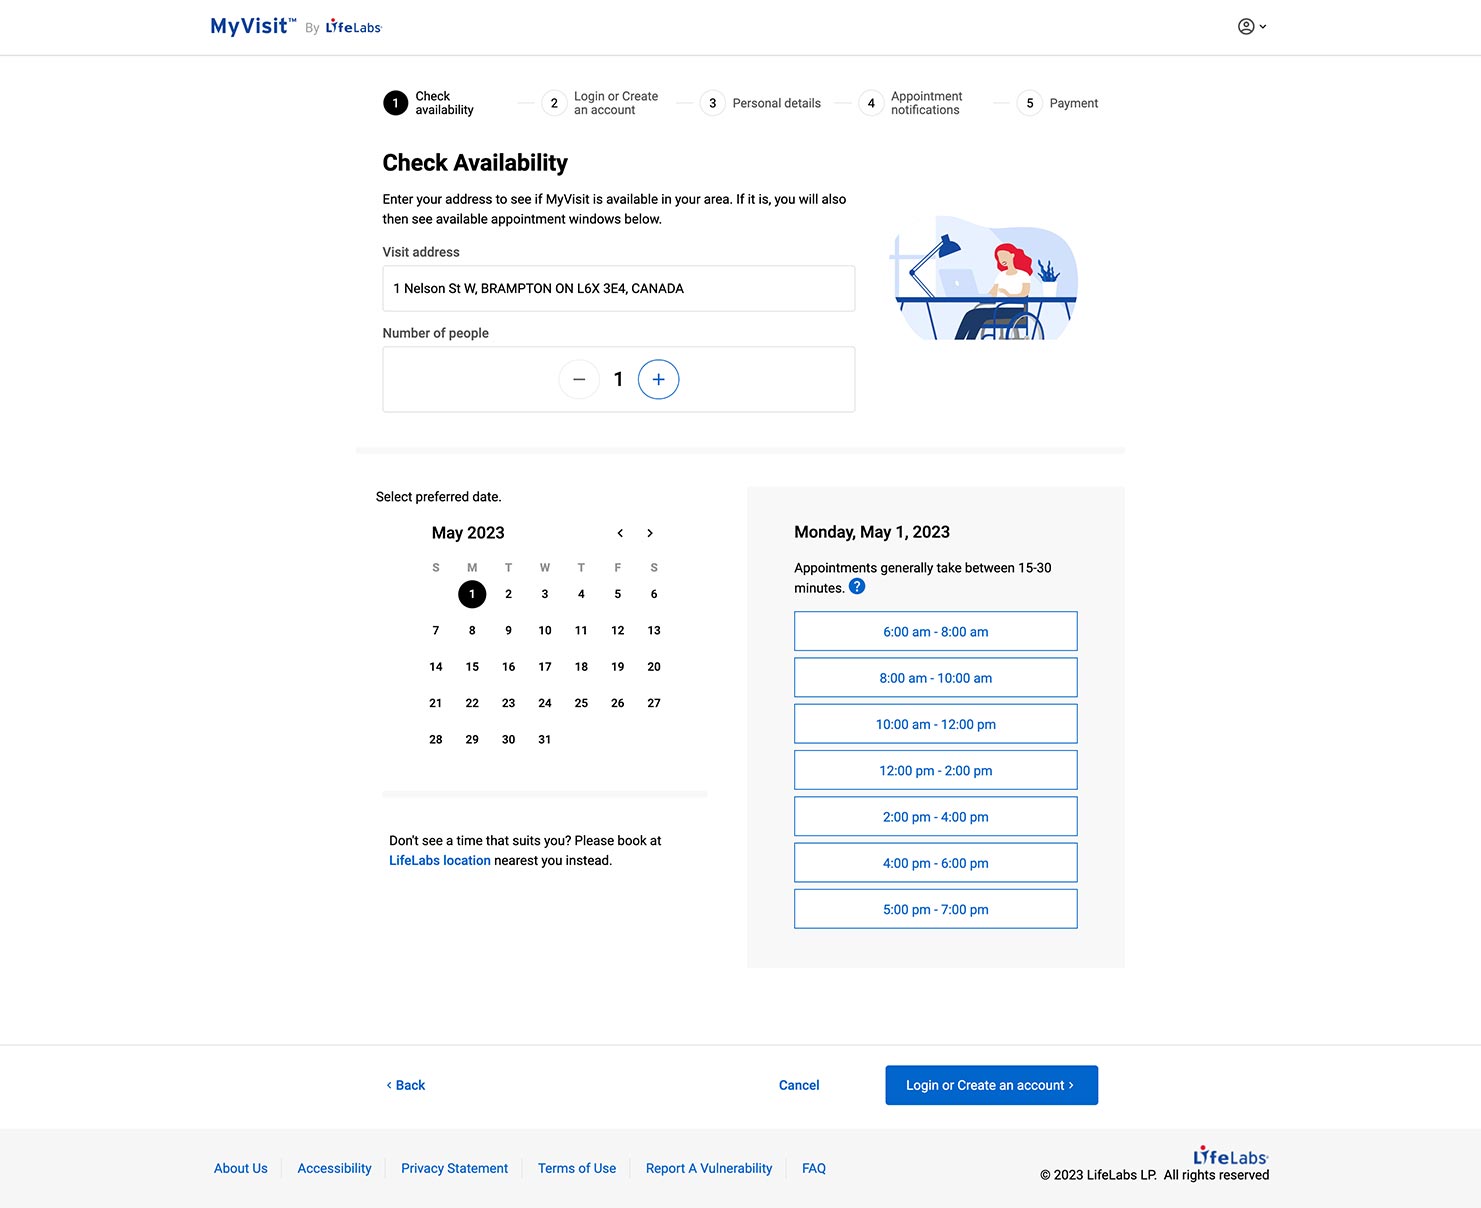 MyVisit™ By LifeLabs
1 Check
availability
2 Login or Create
an account
3 Personal details
4 Appointment
notifications
5 Payment
Check Availability
Enter your address to see if MyVisit is available in your area. If it is, you will also
then see available appointment windows below.
Visit address
1 Nelson St W, BRAMPTON ON L6X 3E4, CANADA
Number of people
− 1 +
Select preferred date.
May 2023 < >
S M T W T F S
1 2 3 4 5 6
7 8 9 10 11 12 13
14 15 16 17 18 19 20
21 22 23 24 25 26 27
28 29 30 31
Don't see a time that suits you? Please book at
LifeLabs location nearest you instead.
Monday, May 1, 2023
Appointments generally take between 15-30
minutes. ?
6:00 am - 8:00 am
8:00 am - 10:00 am
10:00 am - 12:00 pm
12:00 pm - 2:00 pm
2:00 pm - 4:00 pm
4:00 pm - 6:00 pm
5:00 pm - 7:00 pm
‹ Back
Cancel
Login or Create an account ›
About Us
Accessibility
Privacy Statement
Terms of Use
Report A Vulnerability
FAQ
LifeLabs
© 2023 LifeLabs LP. All rights reserved